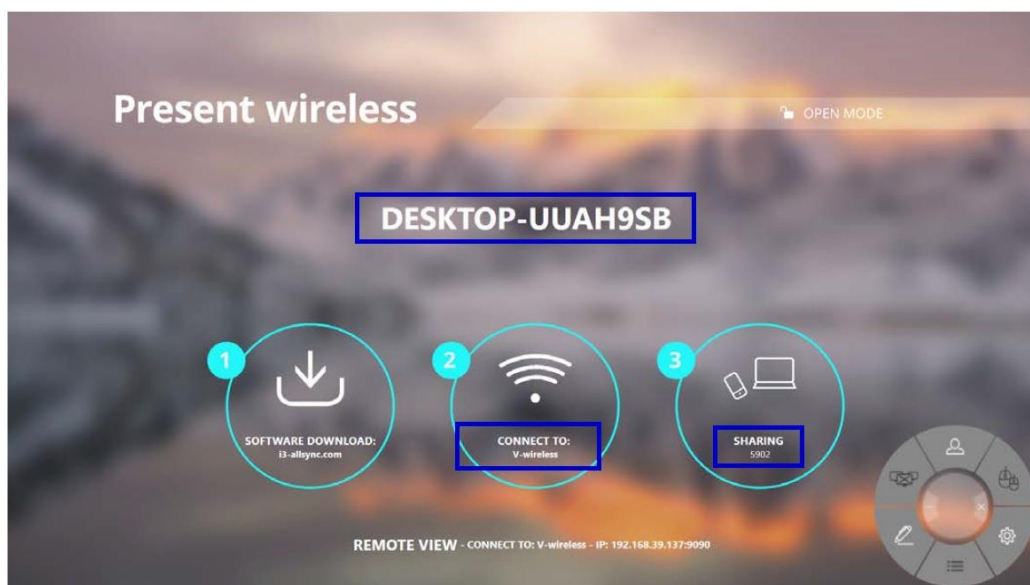 Present wireless
OPEN MODE
DESKTOP-UUAH9SB
1
SOFTWARE DOWNLOAD:
i3-allsync.com
2
CONNECT TO:
V-wireless
3
SHARING
5902
REMOTE VIEW - CONNECT TO: V-wireless - IP: 192.168.39.137:9090